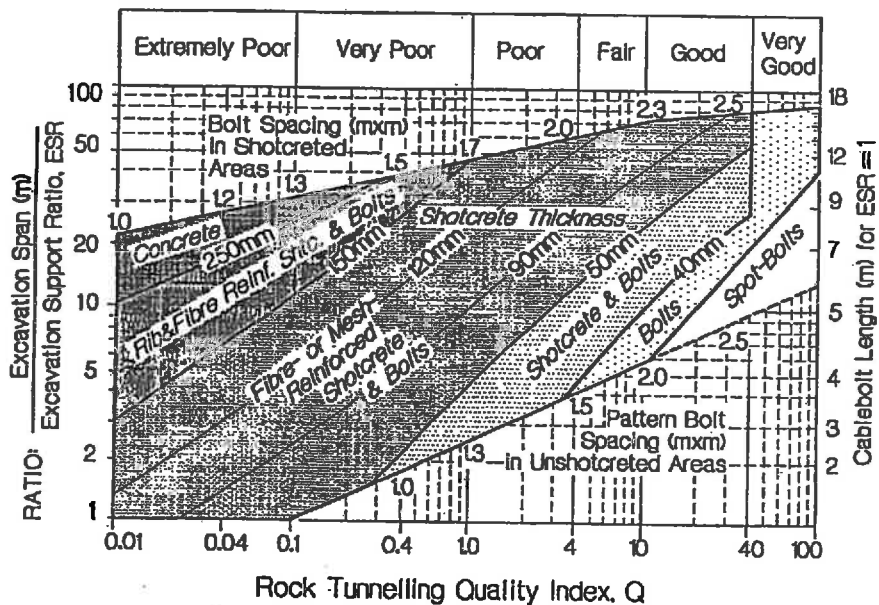 Extremely Poor
Very Poor
Poor
Fair
Good
Very
Good
100
50
20
10
5
2
1
RATIO: Excavation Span (m)
Excavation Support Ratio, ESR
Bolt Spacing (mxm)
in Shotcreted
Areas
1.0
1.2
1.3
1.5
1.7
2.0
2.3
2.5
Concrete
250mm
Rib&Fibre Reinf. Shtc. & Bolts
150mm
Shotcrete Thickness
120mm
90mm
50mm
40mm
Fibre- or Mesh-
Reinforced
Shotcrete
& Bolts
Shotcrete & Bolts
Bolts
Spot-Bolts
1.0
1.3
1.5
2.0
2.5
Pattern Bolt
Spacing (mxm)
in Unshotcreted Areas
18
12
9
7
5
4
3
2
Cablebolt Length (m) (for ESR=1
0.01
0.04
0.1
0.4
1.0
4
10
40
100
Rock Tunnelling Quality Index, Q